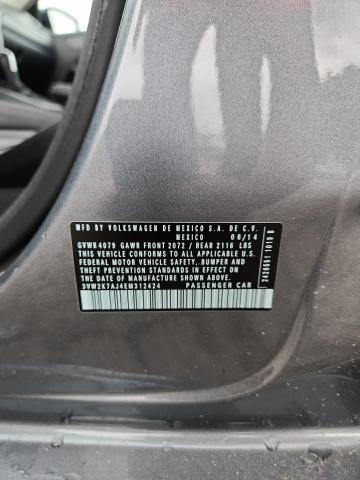 MFD BY VOLKSWAGEN DE MEXICO S.A. DE C.V.
MEXICO 06/14
GVWR 4079 GAWR FRONT 2072 / REAR 2116 LBS
THIS VEHICLE CONFORMS TO ALL APPLICABLE U.S.
FEDERAL MOTOR VEHICLE SAFETY, BUMPER AND
THEFT PREVENTION STANDARDS IN EFFECT ON
THE DATE OF MANUFACTURE SHOWN ABOVE
3VW2K7AJ4EM312424 PASSENGER CAR
2426551 1019 B